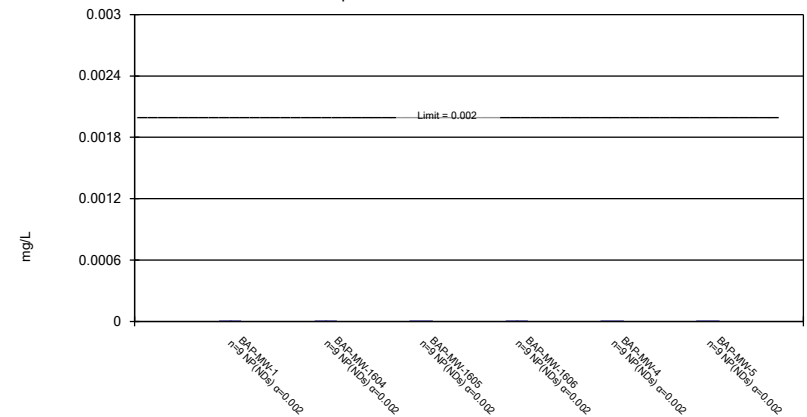 0.003
0.0024
Limit = 0.002
0.0018
0.0012
0.0006
0
mg/L
BAP-MW-1
n=9 NP(NDs) α=0.002
BAP-MW-1604
n=9 NP(NDs) α=0.002
BAP-MW-1605
n=9 NP(NDs) α=0.002
BAP-MW-1606
n=9 NP(NDs) α=0.002
BAP-MW-4
n=9 NP(NDs) α=0.002
BAP-MW-5
n=9 NP(NDs) α=0.002